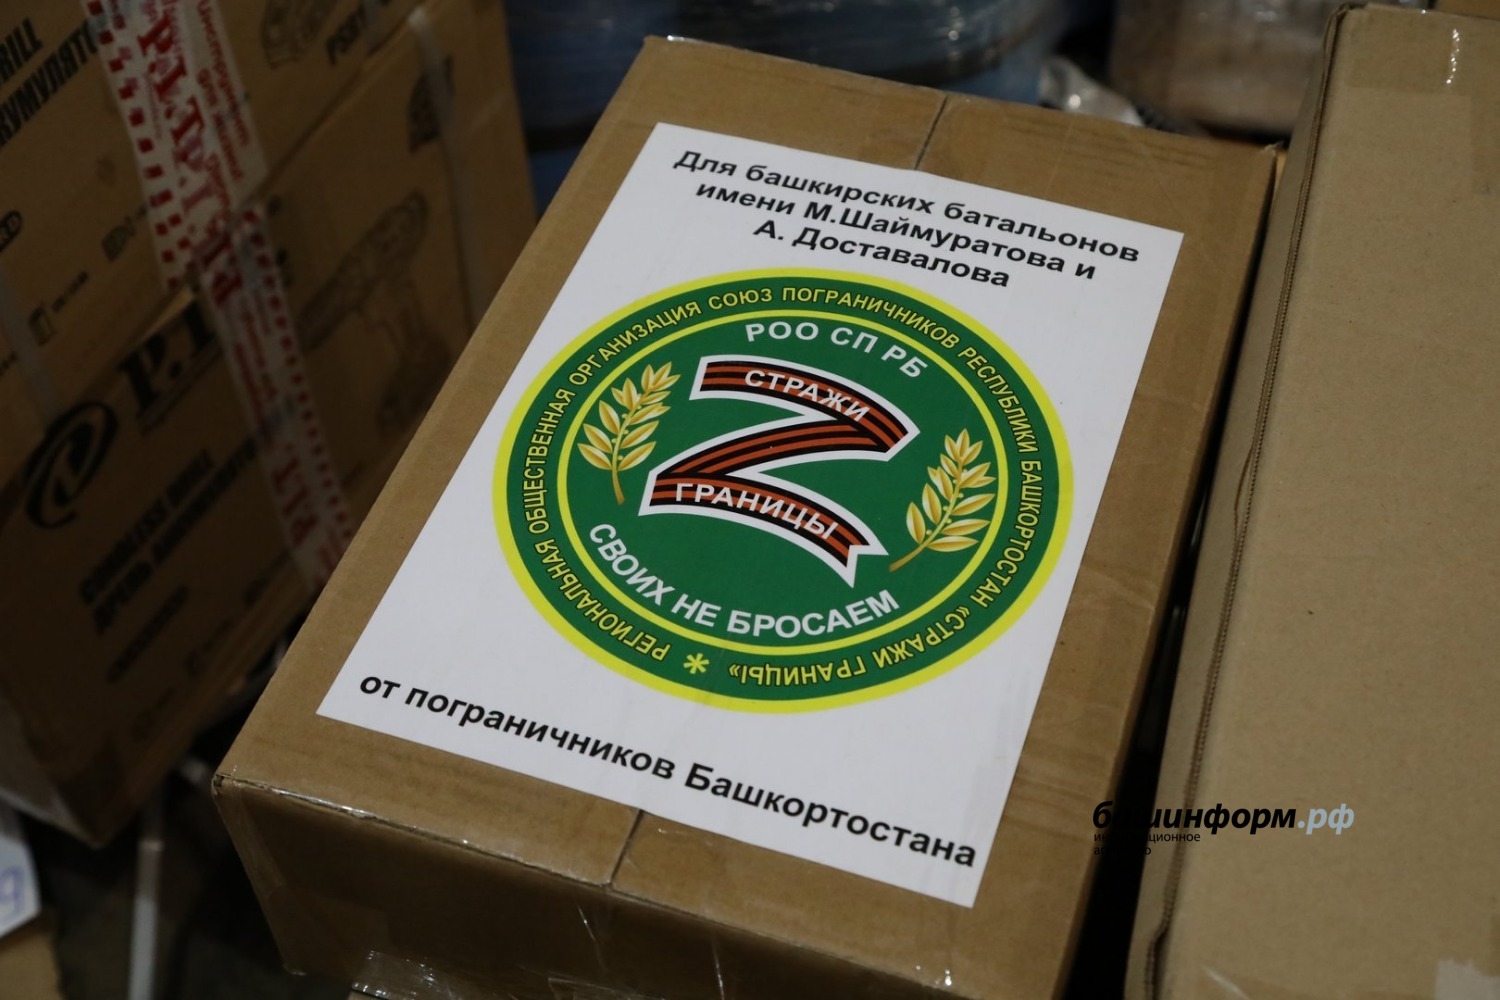 Для башкирских батальонов
имени М.Шаймуратова и
А. Доставалова
РЕГИОНАЛЬНАЯ ОБЩЕСТВЕННАЯ ОРГАНИЗАЦИЯ СОЮЗ ПОГРАНИЧНИКОВ РЕСПУБЛИКИ БАШКОРТОСТАН «СТРАЖИ ГРАНИЦЫ»
РОО СП РБ
СТРАЖИ
ГРАНИЦЫ
СВОИХ НЕ БРОСАЕМ
от пограничников Башкортостана
башинформ.рф